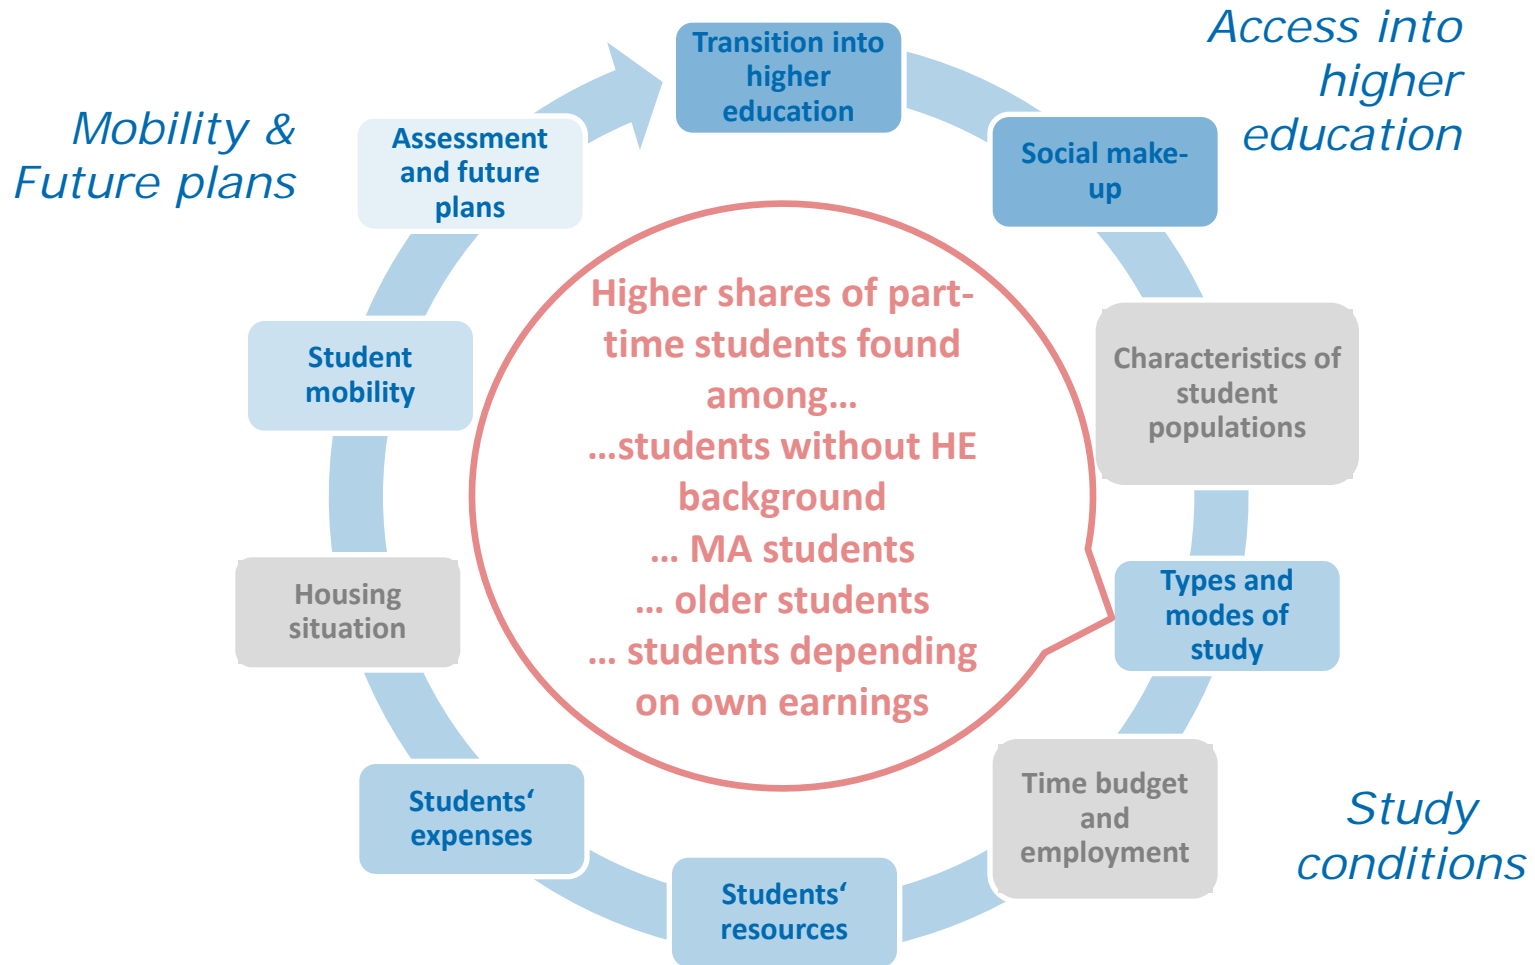 Transition into
higher
education
Access into
higher
education
Mobility &
Future plans
Assessment
and future
plans
Social make-
up
Student
mobility
Characteristics of
student
populations
Higher shares of part-
time students found
among...
...students without HE
background
... MA students
... older students
... students depending
on own earnings
Housing
situation
Types and
modes of
study
Students‘
expenses
Time budget
and
employment
Study
conditions
Students‘
resources